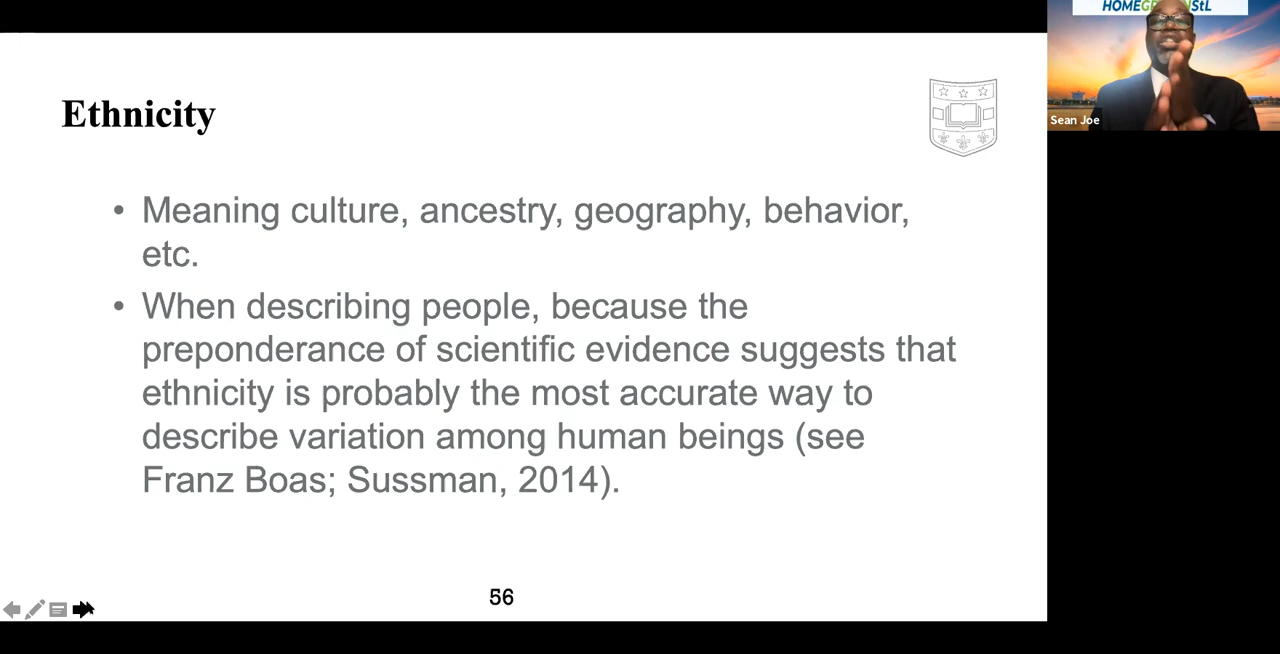 Ethnicity
• Meaning culture, ancestry, geography, behavior,
etc.
• When describing people, because the
preponderance of scientific evidence suggests that
ethnicity is probably the most accurate way to
describe variation among human beings (see
Franz Boas; Sussman, 2014).
56
StL
Sean Joe